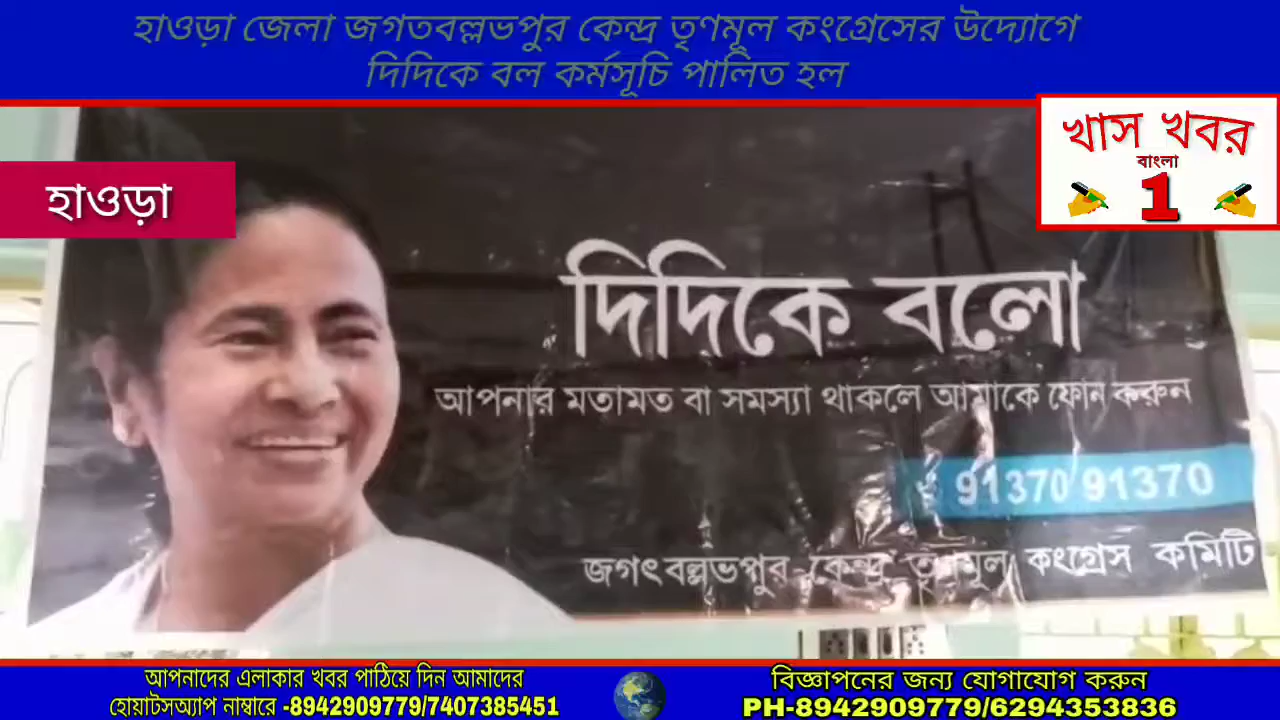 হাওড়া জেলা জগতবল্লভপুর কেন্দ্র তৃণমূল কংগ্রেসের উদ্যোগে
দিদিকে বল কর্মসূচি পালিত হল
খাস খবর
বাংলা
1
হাওড়া
দিদিকে বলো
আপনার মতামত বা সমস্যা থাকলে আমাকে ফোন করুন
91370 91370
জগৎবল্লভপুর কেন্দ্র তৃণমূল কংগ্রেস কমিটি
আপনাদের এলাকার খবর পাঠিয়ে দিন আমাদের
হোয়াটসঅ্যাপ নাম্বারে -8942909779/7407385451
বিজ্ঞাপনের জন্য যোগাযোগ করুন
PH-8942909779/6294353836